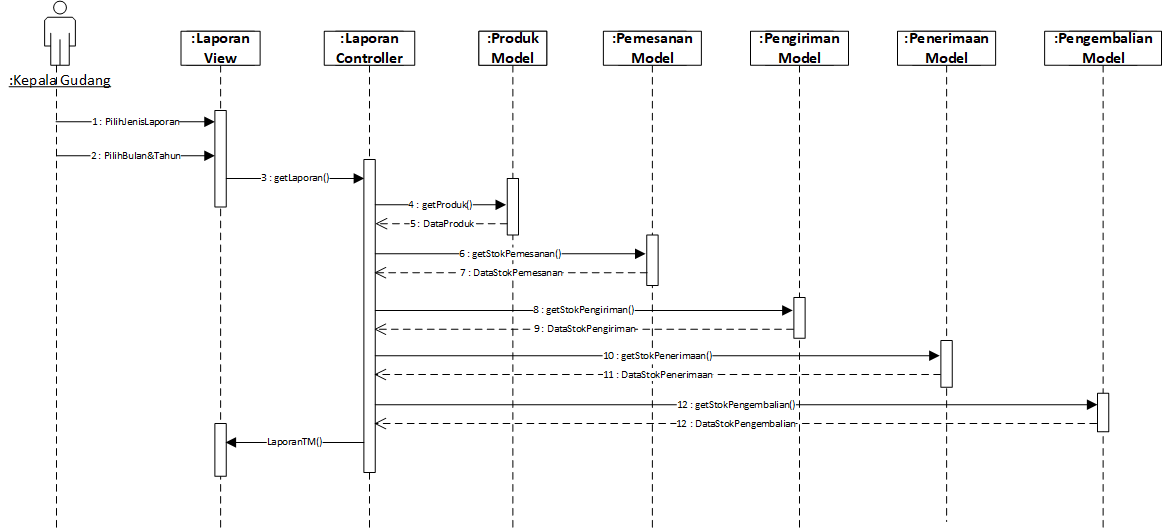 :Laporan
View
:Laporan
Controller
:Produk
Model
:Pemesanan
Model
:Pengiriman
Model
:Penerimaan
Model
:Pengembalian
Model
:Kepala Gudang
1 : PilihJenisLaporan
2 : PilihBulan&Tahun
3 : getLaporan()
4 : getProduk()
5 : DataProduk
6 : getStokPemesanan()
7 : DataStokPemesanan
8 : getStokPengiriman()
9 : DataStokPengiriman
10 : getStokPenerimaan()
11 : DataStokPenerimaan
12 : getStokPengembalian()
12 : DataStokPengembalian
LaporanTM()